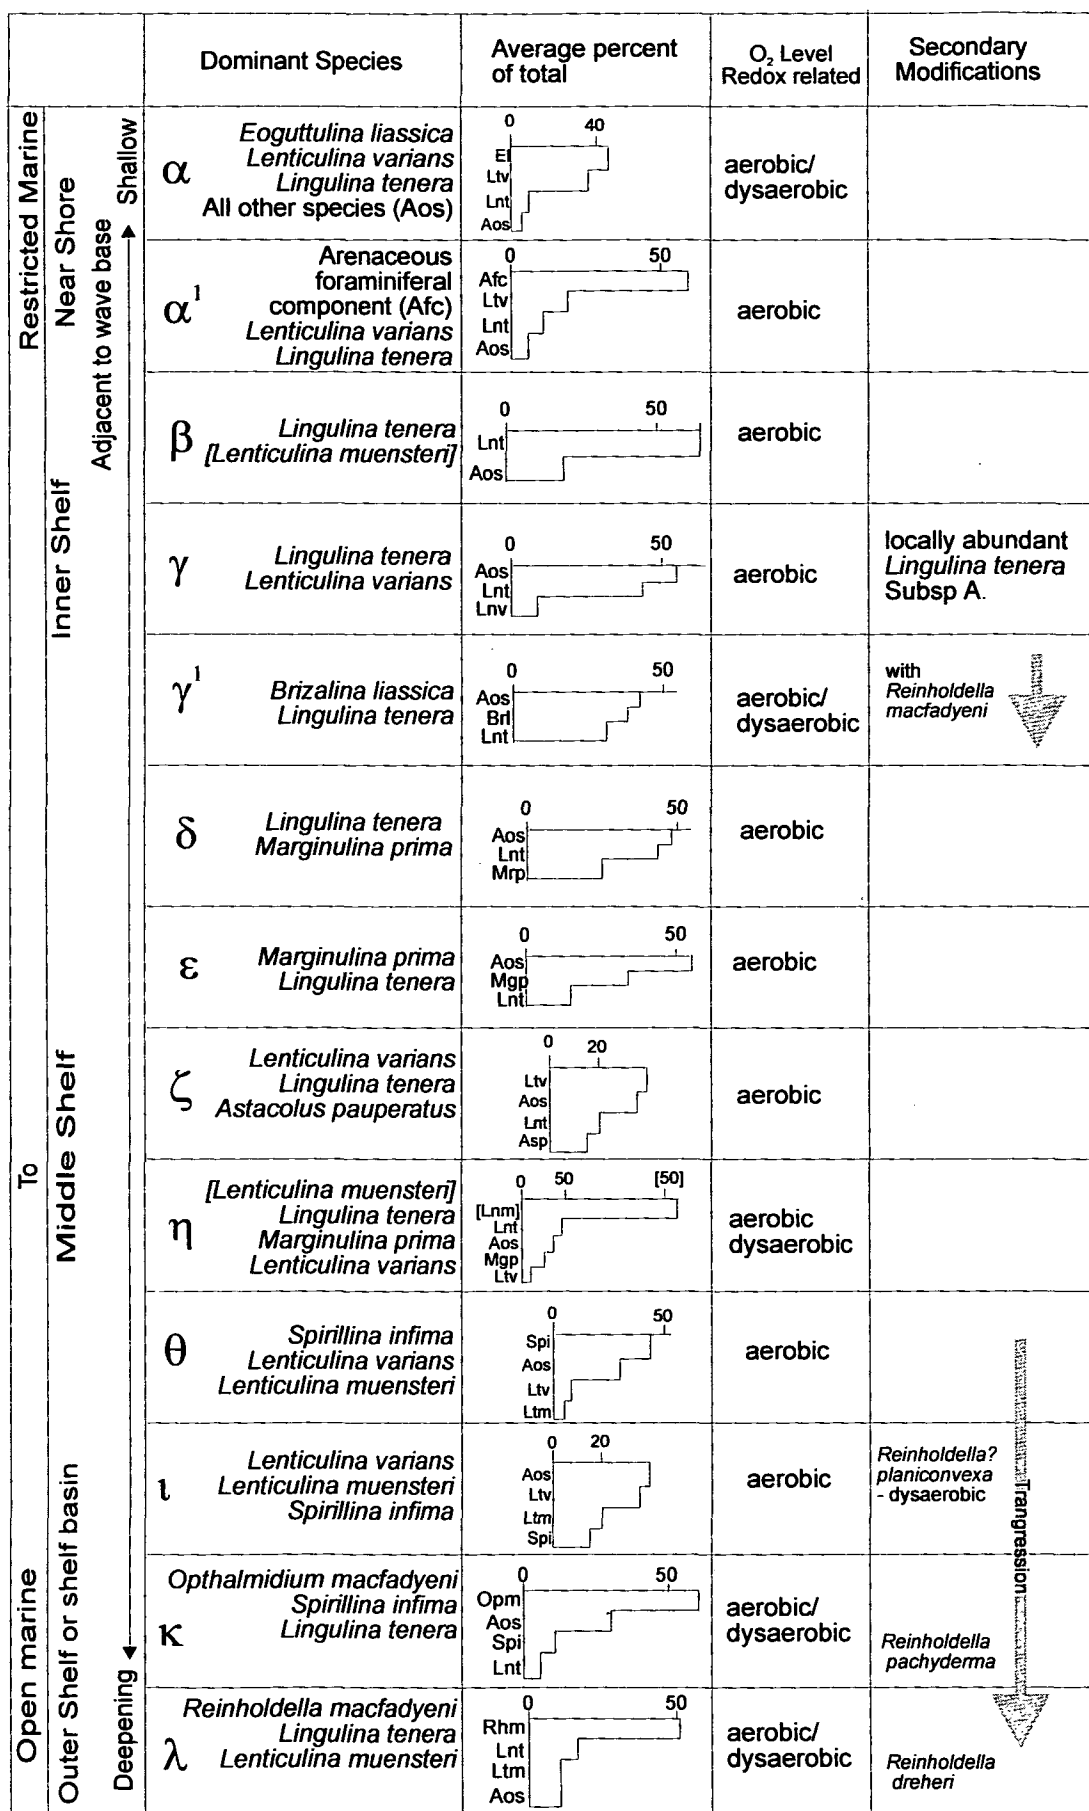 Dominant Species
Average percent
of total
O₂ Level
Redox related
Secondary
Modifications
Restricted Marine
To
Open marine
Near Shore
Inner Shelf
Middle Shelf
Outer Shelf or shelf basin
Shallow
Adjacent to wave base
Deepening
α
Eoguttulina liassica
Lenticulina varians
Lingulina tenera
All other species (Aos)
0 40
El
Ltv
Lnt
Aos
aerobic/
dysaerobic
α¹
Arenaceous
foraminiferal
component (Afc)
Lenticulina varians
Lingulina tenera
0 50
Afc
Ltv
Lnt
Aos
aerobic
β
Lingulina tenera
[Lenticulina muensteri]
0 50
Lnt
Aos
aerobic
γ
Lingulina tenera
Lenticulina varians
0 50
Aos
Lnt
Lnv
aerobic
locally abundant
Lingulina tenera
Subsp A.
γ¹
Brizalina liassica
Lingulina tenera
0 50
Aos
Brl
Lnt
aerobic/
dysaerobic
with
Reinholdella
macfadyeni
δ
Lingulina tenera
Marginulina prima
0 50
Aos
Lnt
Mrp
aerobic
ε
Marginulina prima
Lingulina tenera
0 50
Aos
Mgp
Lnt
aerobic
ζ
Lenticulina varians
Lingulina tenera
Astacolus pauperatus
0 20
Ltv
Aos
Lnt
Asp
aerobic
η
[Lenticulina muensteri]
Lingulina tenera
Marginulina prima
Lenticulina varians
0 50 [50]
[Lnm]
Lnt
Aos
Mgp
Ltv
aerobic
dysaerobic
θ
Spirillina infima
Lenticulina varians
Lenticulina muensteri
0 50
Spi
Aos
Ltv
Ltm
aerobic
ι
Lenticulina varians
Lenticulina muensteri
Spirillina infima
0 20
Aos
Ltv
Ltm
Spi
aerobic
Reinholdella?
planiconvexa
- dysaerobic
Trangression
κ
Opthalmidium macfadyeni
Spirillina infima
Lingulina tenera
0 50
Opm
Aos
Spi
Lnt
aerobic/
dysaerobic
Reinholdella
pachyderma
λ
Reinholdella macfadyeni
Lingulina tenera
Lenticulina muensteri
0 50
Rhm
Lnt
Ltm
Aos
aerobic/
dysaerobic
Reinholdella
dreheri